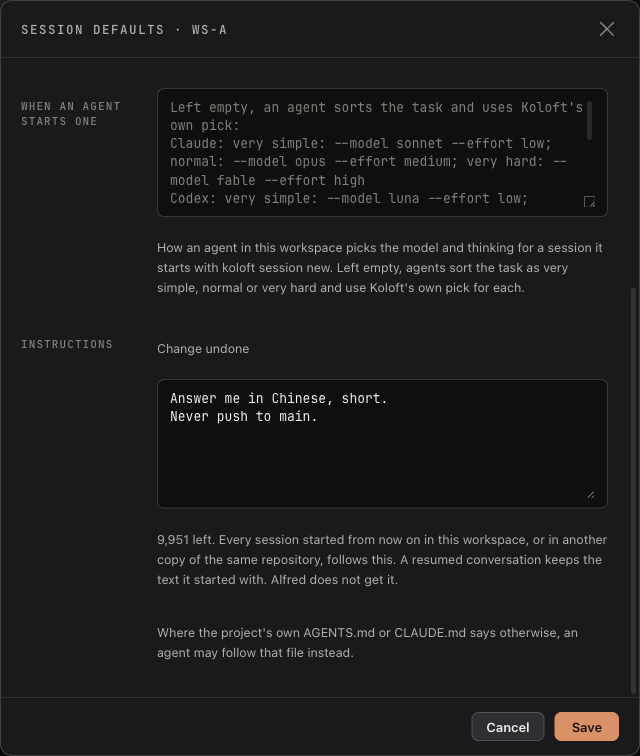 SESSION DEFAULTS · WS-A
WHEN AN AGENT
STARTS ONE
Left empty, an agent sorts the task and uses Koloft's
own pick:
Claude: very simple: --model sonnet --effort low;
normal: --model opus --effort medium; very hard: --
model fable --effort high
Codex: very simple: --model luna --effort low;
How an agent in this workspace picks the model and thinking for a session it
starts with koloft session new. Left empty, agents sort the task as very
simple, normal or very hard and use Koloft's own pick for each.
INSTRUCTIONS
Change undone
Answer me in Chinese, short.
Never push to main.
9,951 left. Every session started from now on in this workspace, or in another
copy of the same repository, follows this. A resumed conversation keeps the
text it started with. Alfred does not get it.
Where the project's own AGENTS.md or CLAUDE.md says otherwise, an
agent may follow that file instead.
Cancel
Save